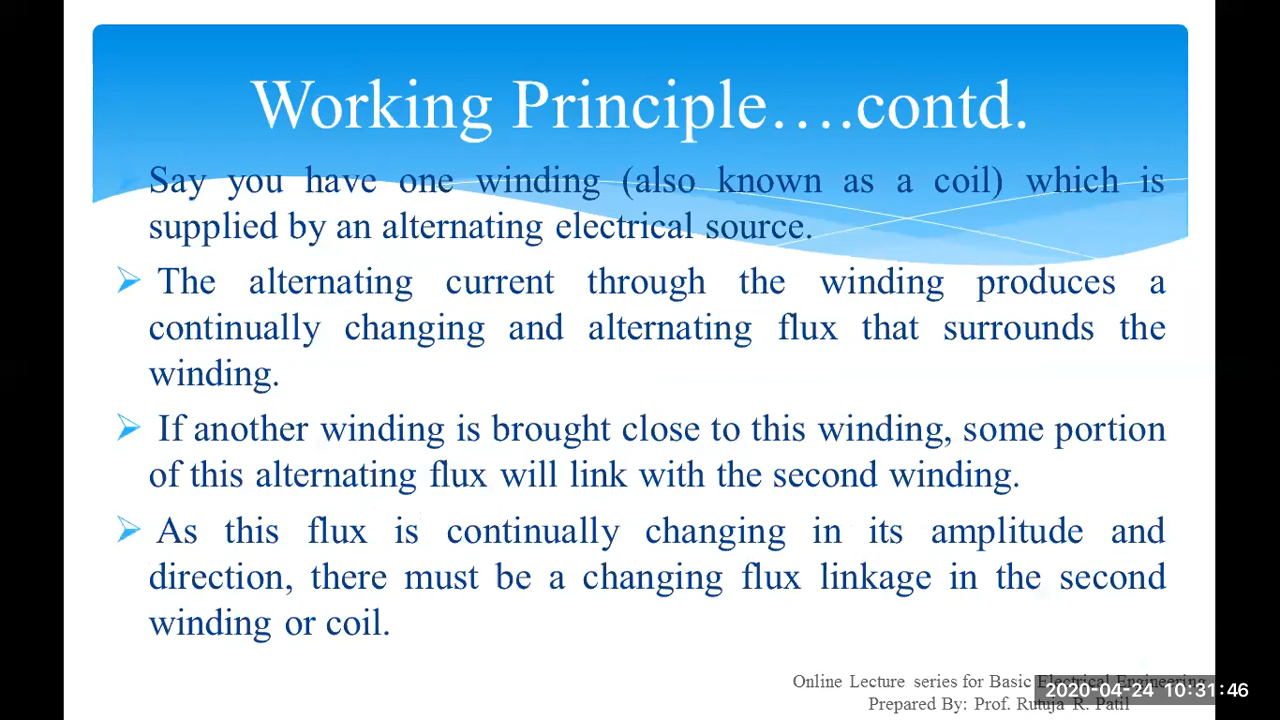 Working Principle….contd.
Say you have one winding (also known as a coil) which is
supplied by an alternating electrical source.
The alternating current through the winding produces a
continually changing and alternating flux that surrounds the
winding.
If another winding is brought close to this winding, some portion
of this alternating flux will link with the second winding.
As this flux is continually changing in its amplitude and
direction, there must be a changing flux linkage in the second
winding or coil.
Online Lecture series for Basic Electrical Engineering
2020-04-24 10:31:46
Prepared By: Prof. Rutuja R. Patil